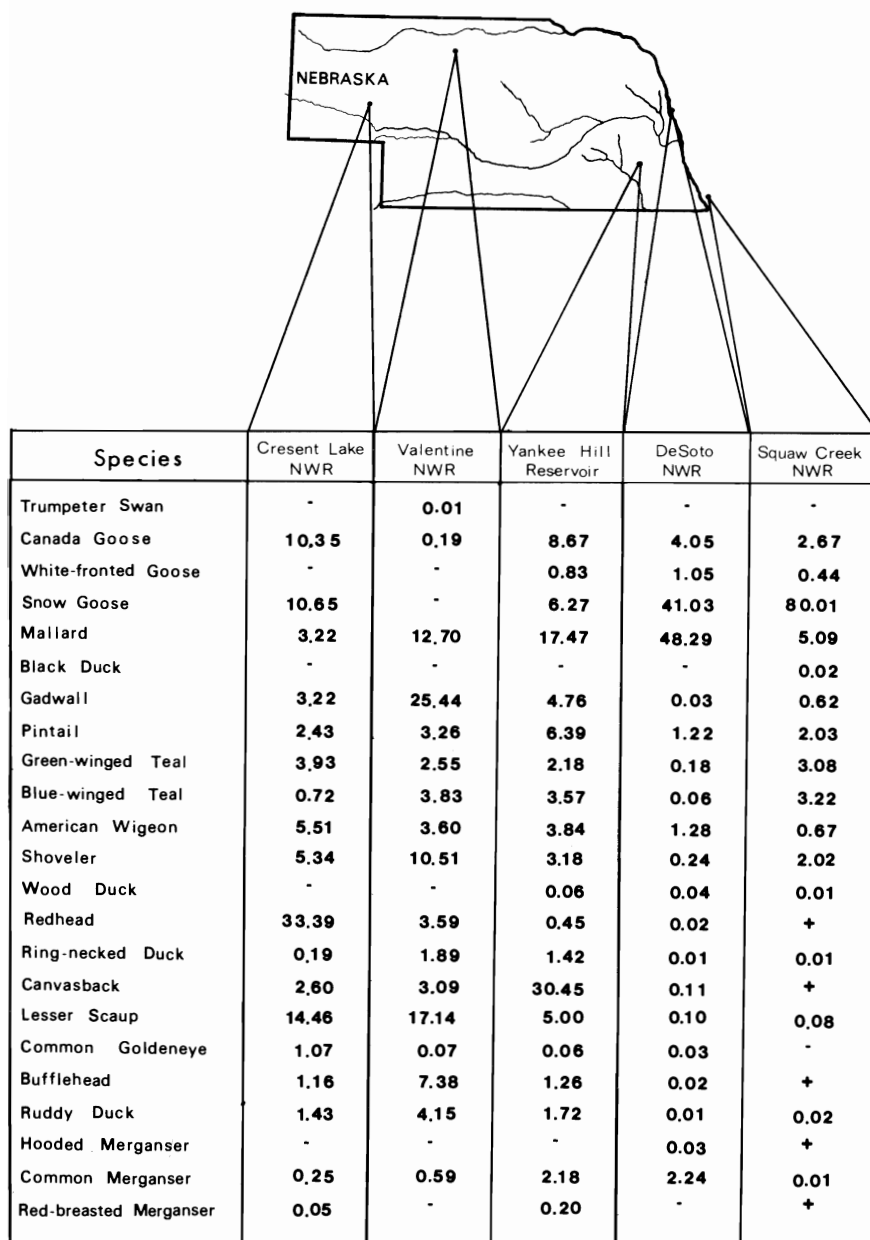 NEBRASKA
Species Cresent Lake NWR Valentine NWR Yankee Hill Reservoir DeSoto NWR Squaw Creek NWR
Trumpeter Swan - 0.01 - - -
Canada Goose 10.35 0.19 8.67 4.05 2.67
White-fronted Goose - - 0.83 1.05 0.44
Snow Goose 10.65 - 6.27 41.03 80.01
Mallard 3.22 12.70 17.47 48.29 5.09
Black Duck - - - - 0.02
Gadwall 3.22 25.44 4.76 0.03 0.62
Pintail 2.43 3.26 6.39 1.22 2.03
Green-winged Teal 3.93 2.55 2.18 0.18 3.08
Blue-winged Teal 0.72 3.83 3.57 0.06 3.22
American Wigeon 5.51 3.60 3.84 1.28 0.67
Shoveler 5.34 10.51 3.18 0.24 2.02
Wood Duck - - 0.06 0.04 0.01
Redhead 33.39 3.59 0.45 0.02 +
Ring-necked Duck 0.19 1.89 1.42 0.01 0.01
Canvasback 2.60 3.09 30.45 0.11 +
Lesser Scaup 14.46 17.14 5.00 0.10 0.08
Common Goldeneye 1.07 0.07 0.06 0.03 -
Bufflehead 1.16 7.38 1.26 0.02 +
Ruddy Duck 1.43 4.15 1.72 0.01 0.02
Hooded Merganser - - - 0.03 +
Common Merganser 0.25 0.59 2.18 2.24 0.01
Red-breasted Merganser 0.05 - 0.20 - +